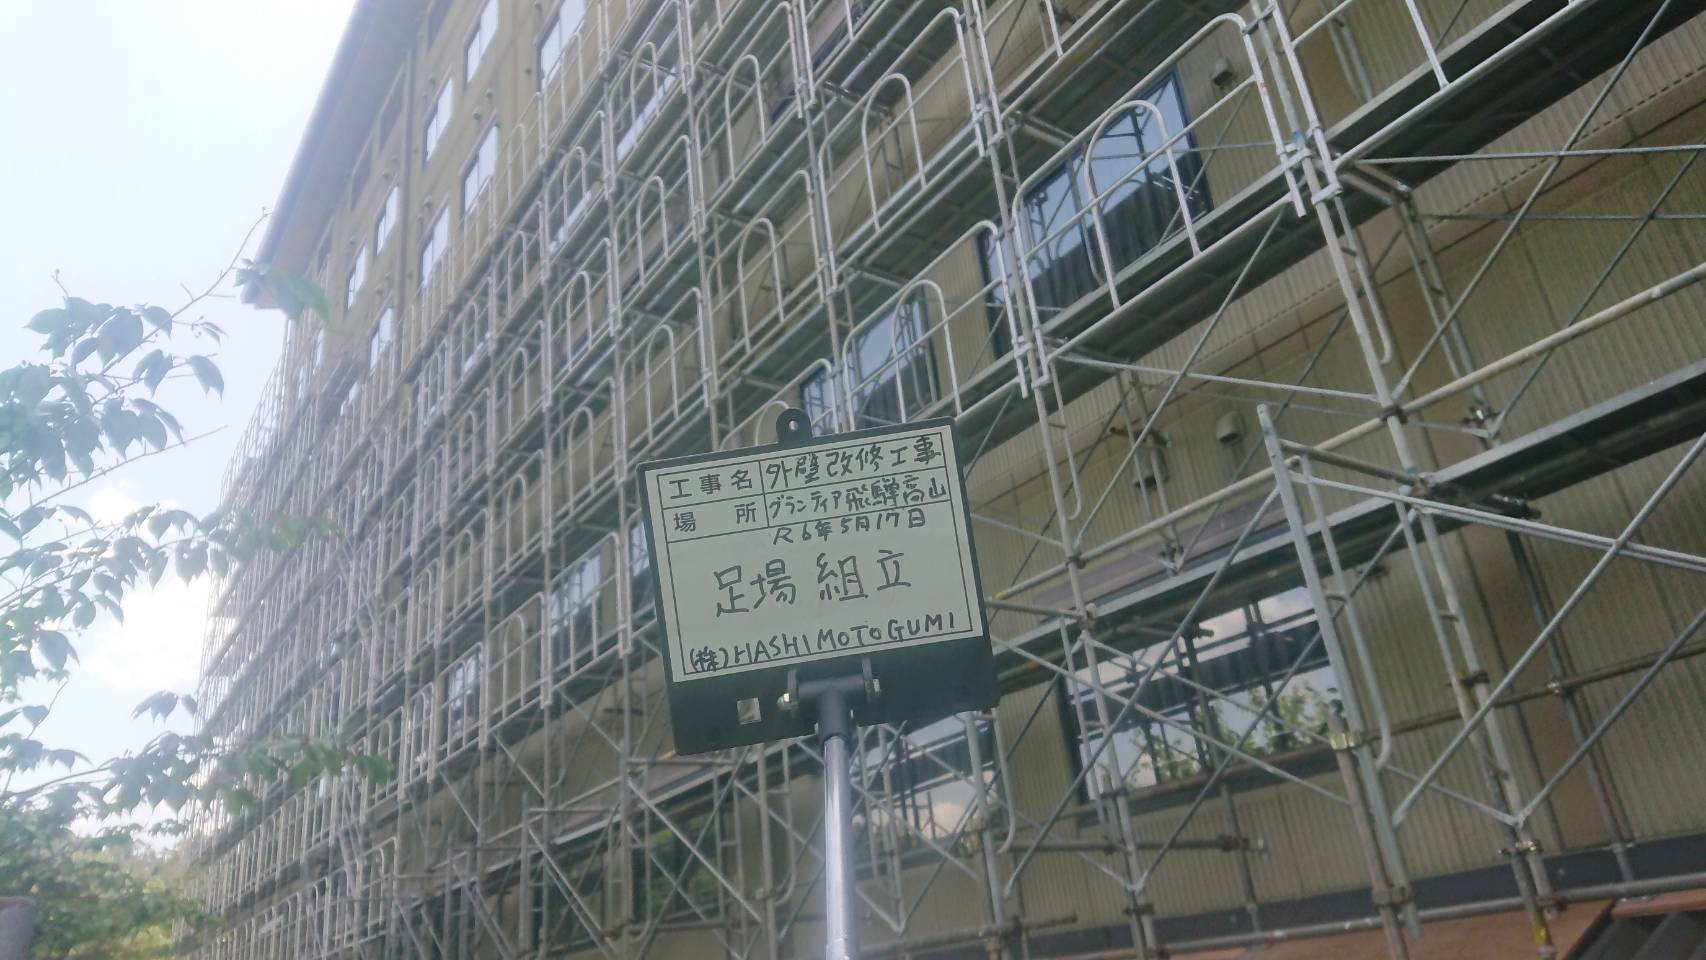 工事名 外壁改修工事
場所 グランティア飛騨高山
R6年5月17日
足場組立
(株)HASHIMOTOGUMI